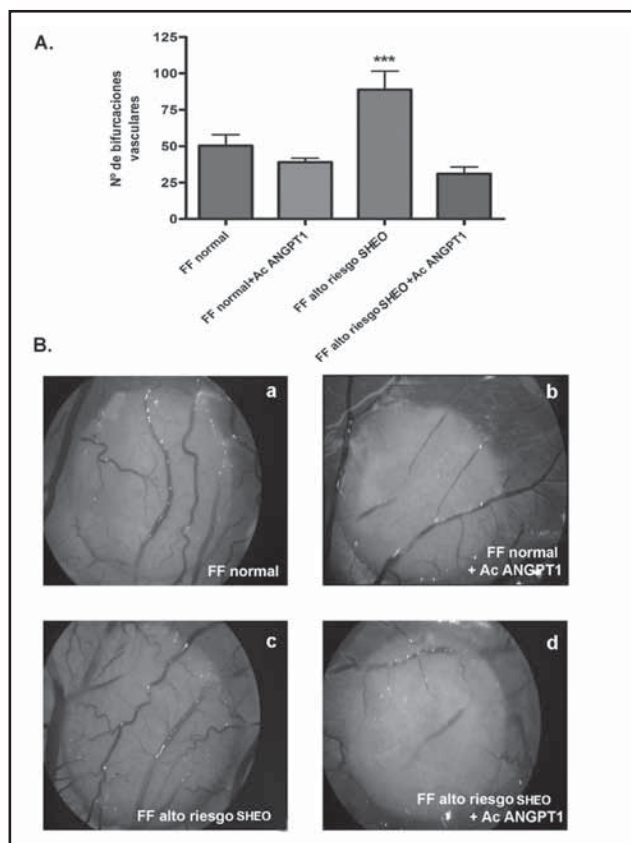 A.
Nº de bifurcaciones
vasculares
125
100
75
50
25
0
***
FF normal
FF normal+Ac ANGPT1
FF alto riesgo SHEO
FF alto riesgo SHEO+Ac ANGPT1
B.
a
FF normal
b
FF normal
+ Ac ANGPT1
c
FF alto riesgo SHEO
d
FF alto riesgo SHEO
+ Ac ANGPT1